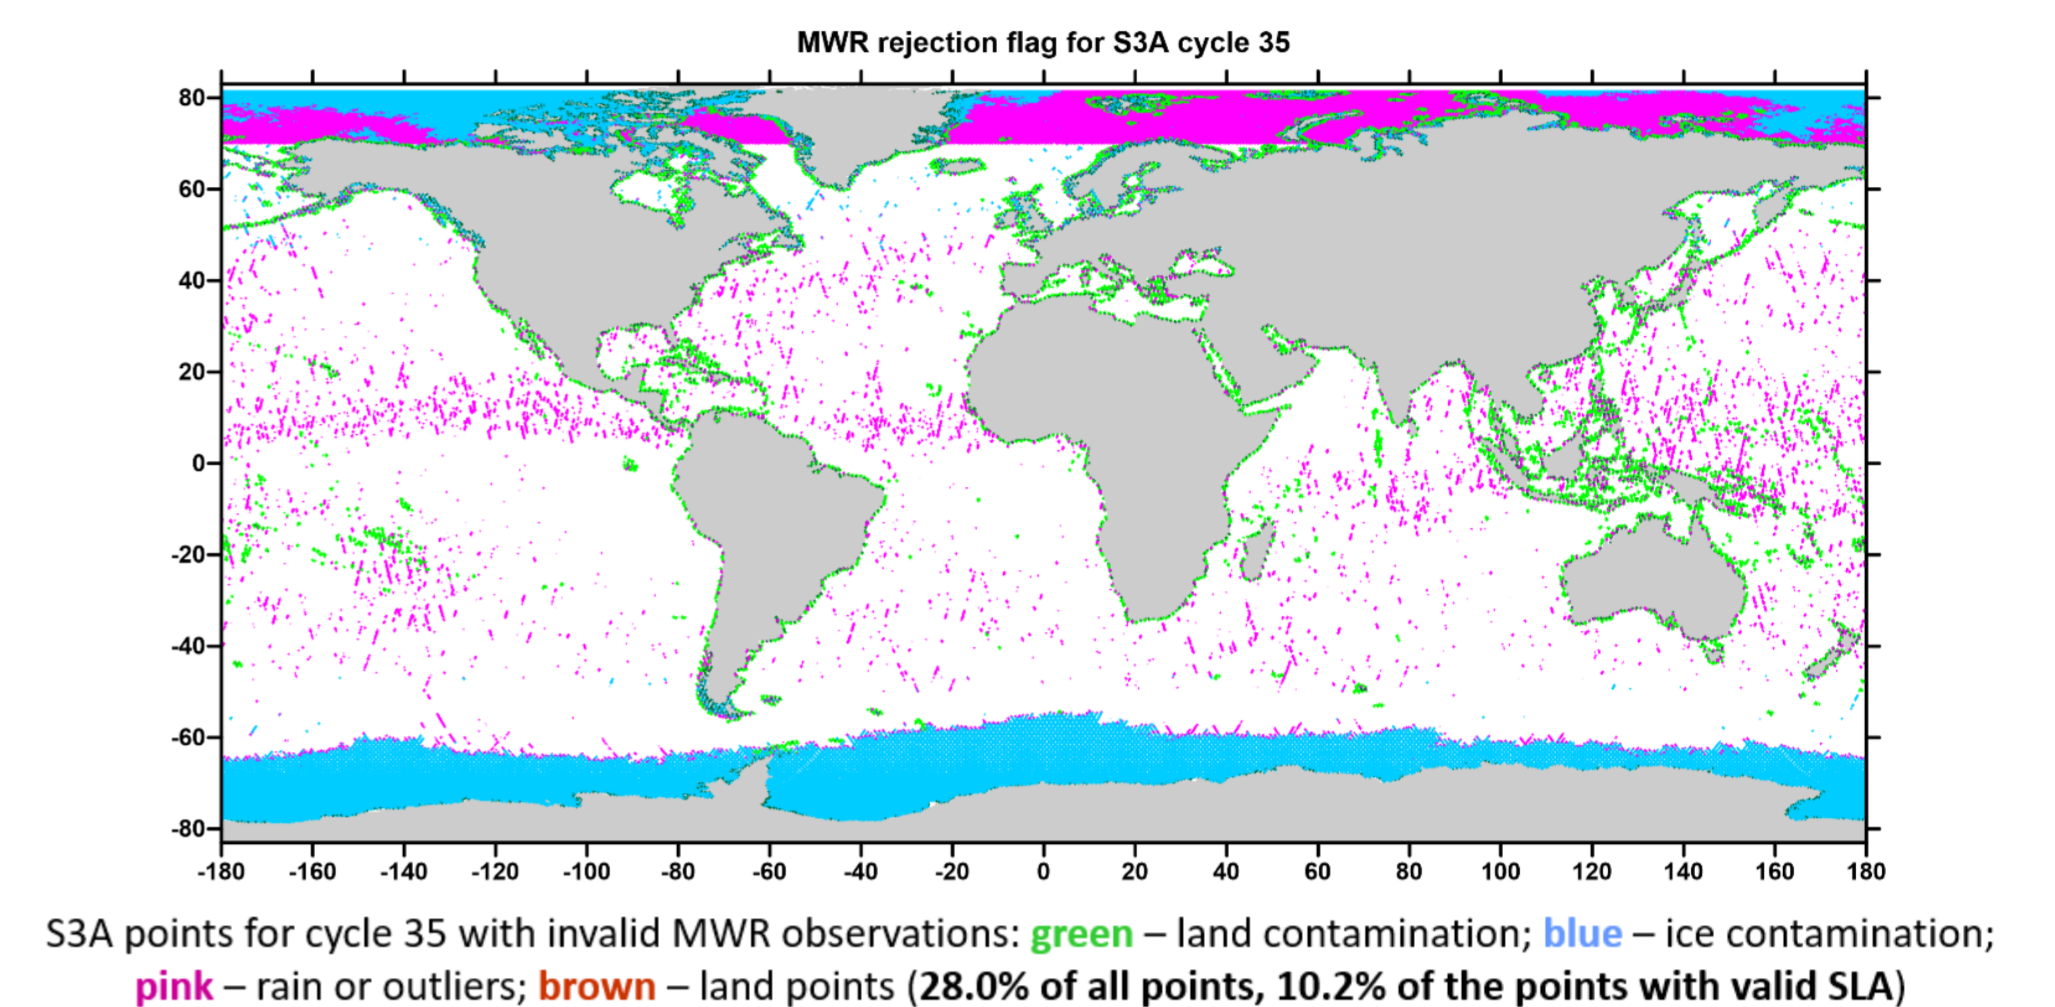 MWR rejection flag for S3A cycle 35
80
60
40
20
0
-20
-40
-60
-80
-180 -160 -140 -120 -100 -80 -60 -40 -20 0 20 40 60 80 100 120 140 160 180
S3A points for cycle 35 with invalid MWR observations: green – land contamination; blue – ice contamination;
pink – rain or outliers; brown – land points (28.0% of all points, 10.2% of the points with valid SLA)